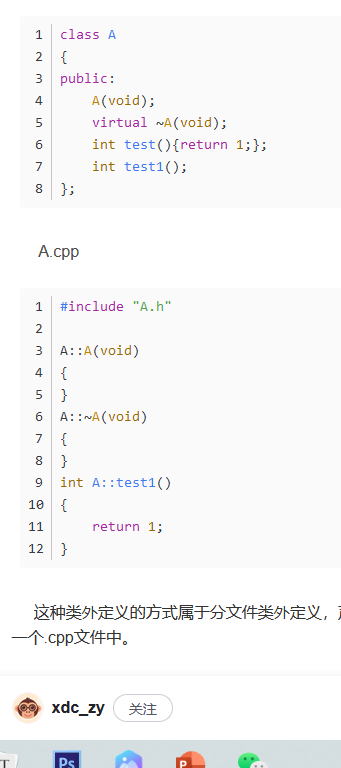 1 class A
2 {
3 public:
4 A(void);
5 virtual ~A(void);
6 int test(){return 1;};
7 int test1();
8 };
A.cpp
1 #include "A.h"
2
3 A::A(void)
4 {
5 }
6 A::~A(void)
7 {
8 }
9 int A::test1()
10 {
11 return 1;
12 }
这种类外定义的方式属于分文件类外定义，
一个.cpp文件中。
xdc_zy 关注
Ps P